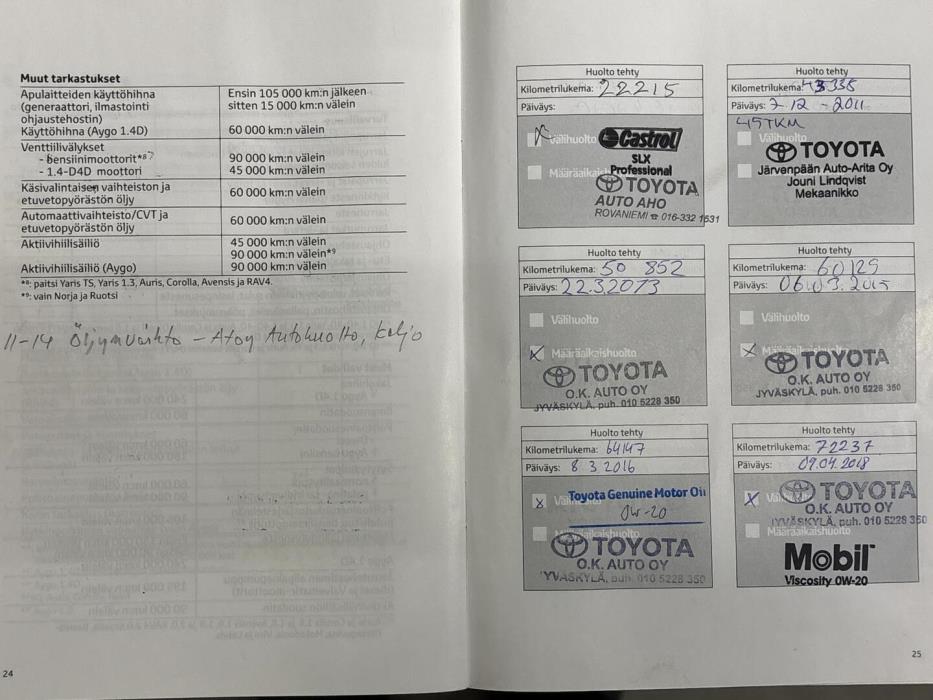 Muut tarkastukset
Apulaitteiden käyttöhihna
(generaattori, ilmastointi
ohjaustehostin)
Käyttöhihna (Aygo 1.4D)
Ensin 105 000 km:n jälkeen
sitten 15 000 km:n välein
60 000 km:n välein
Venttiilivälykset
- bensiinimoottorit*8
- 1.4-D4D moottori
90 000 km:n välein
45 000 km:n välein
Käsivalintaisen vaihteiston ja
etuvetopyörästön öljy
60 000 km:n välein
Automaattivaihteisto/CVT ja
etuvetopyörästön öljy
60 000 km:n välein
Aktiivihiilisäiliö
Aktiivihiilisäiliö (Aygo)
45 000 km:n välein
90 000 km:n välein*9
90 000 km:n välein
*8: paitsi Yaris TS, Yaris 1.3, Auris, Corolla, Avensis ja RAV4.
*9: vain Norja ja Ruotsi
11-14 Öljynvaihto - Atoy Autohuolto, Keljo
24
Huolto tehty
Kilometrilukema: 22215
Päiväys:
x Välihuolto
Castrol
SLX
Professional
Määräaikaishuolto
TOYOTA
AUTO AHO
ROVANIEMI ☎ 016-332 1631
Huolto tehty
Kilometrilukema: 43338
Päiväys: 7-12 - 2011
45TKM
Välihuolto
TOYOTA
Järvenpään Auto-Arita Oy
Jouni Lindqvist
Mekaanikko
Huolto tehty
Kilometrilukema: 50 852
Päiväys: 22.3.2013
Välihuolto
x Määräaikaishuolto
TOYOTA
O.K. AUTO OY
JYVÄSKYLÄ, puh. 010 5228 350
Huolto tehty
Kilometrilukema: 60129
Päiväys: 06.03.2015
Välihuolto
x Määräaikaishuolto
TOYOTA
O.K. AUTO OY
JYVÄSKYLÄ, puh. 010 5228 350
Huolto tehty
Kilometrilukema: 64147
Päiväys: 8 3 2016
x Välihuolto
Toyota Genuine Motor Oil
0w-20
Määräaikaishuolto
TOYOTA
O.K. AUTO OY
JYVÄSKYLÄ, puh. 010 5228 350
Huolto tehty
Kilometrilukema: 72237
Päiväys: 09.04.2018
x Välihuolto
TOYOTA
O.K. AUTO OY
JYVÄSKYLÄ, puh. 010 5228 350
Määräaikaishuolto
Mobil
Viscosity 0W-20
25